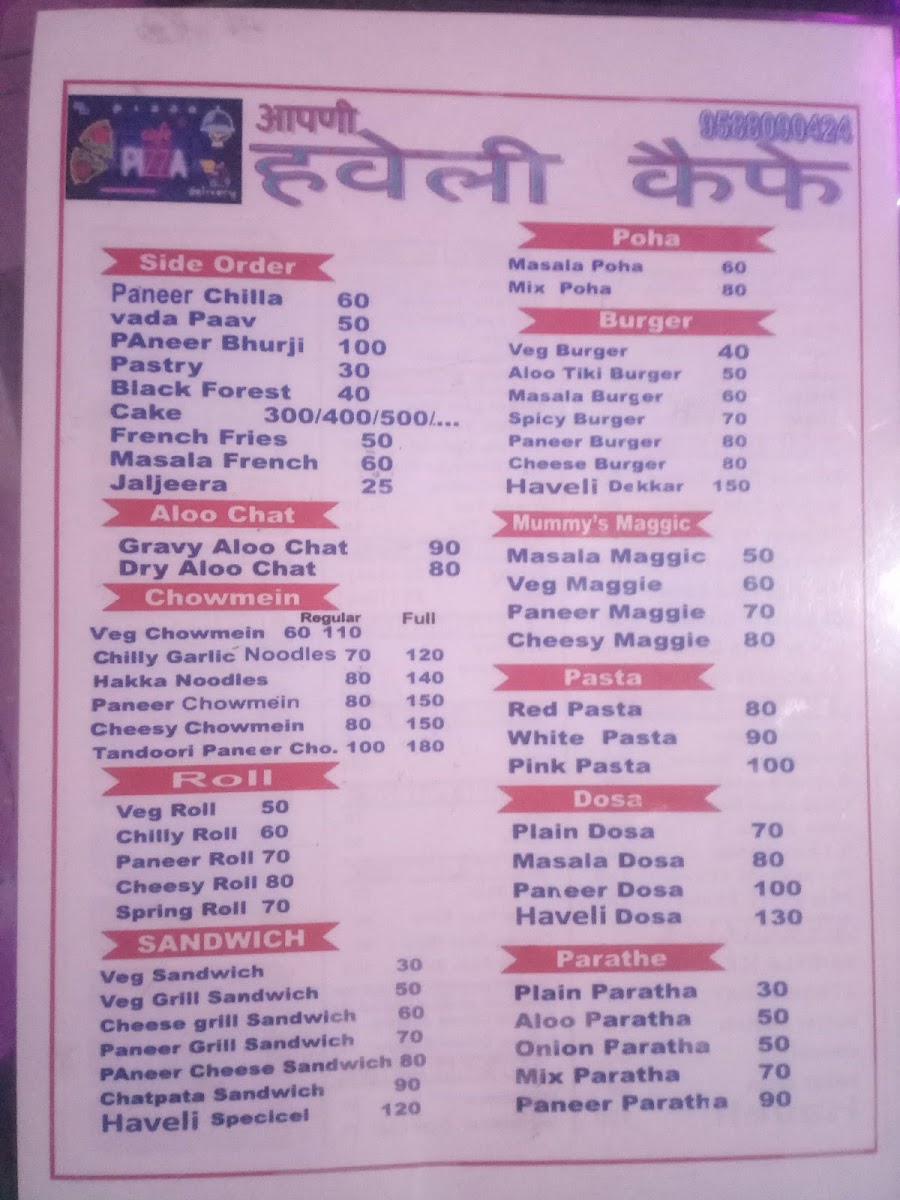 आपणी
9588090424
हवेली कैफे
PIZZA
delivery
Side Order
Paneer Chilla 60
vada Paav 50
PAneer Bhurji 100
Pastry 30
Black Forest 40
Cake 300/400/500/....
French Fries 50
Masala French 60
Jaljeera 25
Aloo Chat
Gravy Aloo Chat 90
Dry Aloo Chat 80
Chowmein
Regular Full
Veg Chowmein 60 110
Chilly Garlic Noodles 70 120
Hakka Noodles 80 140
Paneer Chowmein 80 150
Cheesy Chowmein 80 150
Tandoori Paneer Cho. 100 180
Roll
Veg Roll 50
Chilly Roll 60
Paneer Roll 70
Cheesy Roll 80
Spring Roll 70
SANDWICH
Veg Sandwich 30
Veg Grill Sandwich 50
Cheese grill Sandwich 60
Paneer Grill Sandwich 70
PAneer Cheese Sandwich 80
Chatpata Sandwich 90
Haveli Specicel 120
Poha
Masala Poha 60
Mix Poha 80
Burger
Veg Burger 40
Aloo Tiki Burger 50
Masala Burger 60
Spicy Burger 70
Paneer Burger 80
Cheese Burger 80
Haveli Dekkar 150
Mummy's Maggic
Masala Maggic 50
Veg Maggie 60
Paneer Maggie 70
Cheesy Maggie 80
Pasta
Red Pasta 80
White Pasta 90
Pink Pasta 100
Dosa
Plain Dosa 70
Masala Dosa 80
Paneer Dosa 100
Haveli Dosa 130
Parathe
Plain Paratha 30
Aloo Paratha 50
Onion Paratha 50
Mix Paratha 70
Paneer Paratha 90